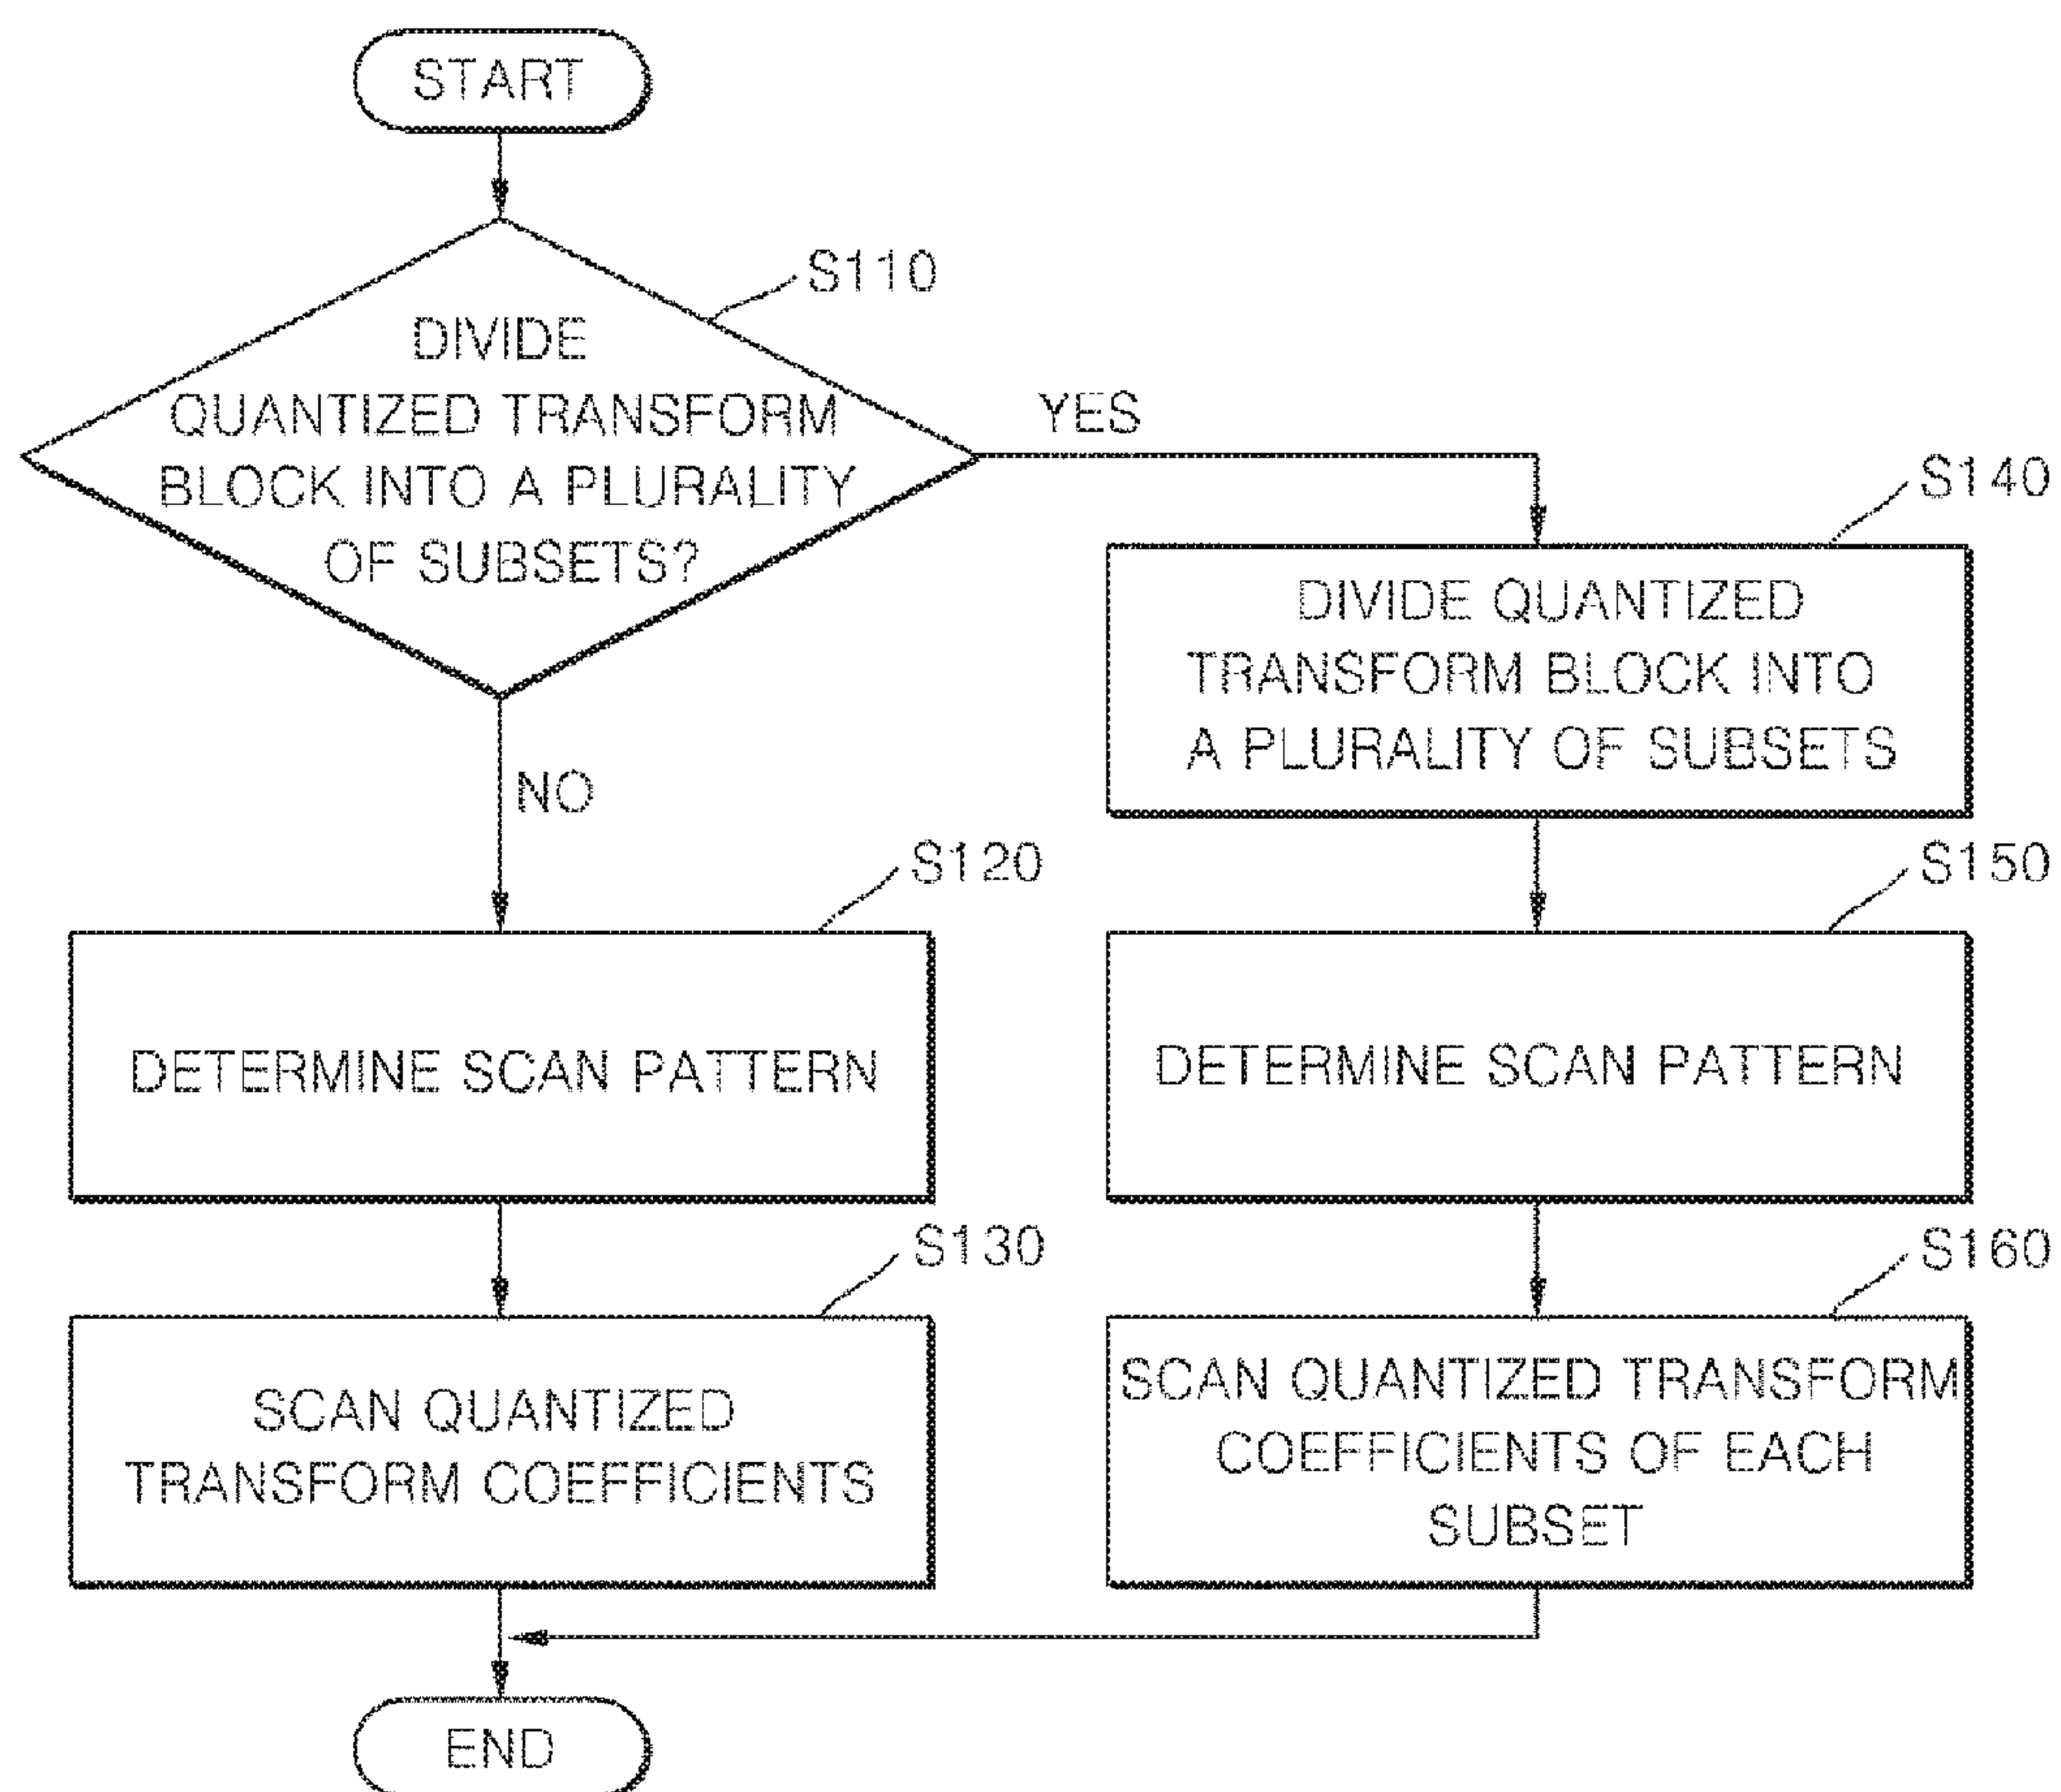 START
S110
DIVIDE
QUANTIZED TRANSFORM
BLOCK INTO A PLURALITY
OF SUBSETS?
YES
NO
S140
DIVIDE QUANTIZED
TRANSFORM BLOCK INTO
A PLURALITY OF SUBSETS
S120
DETERMINE SCAN PATTERN
S150
DETERMINE SCAN PATTERN
S130
SCAN QUANTIZED
TRANSFORM COEFFICIENTS
S160
SCAN QUANTIZED TRANSFORM
COEFFICIENTS OF EACH
SUBSET
END